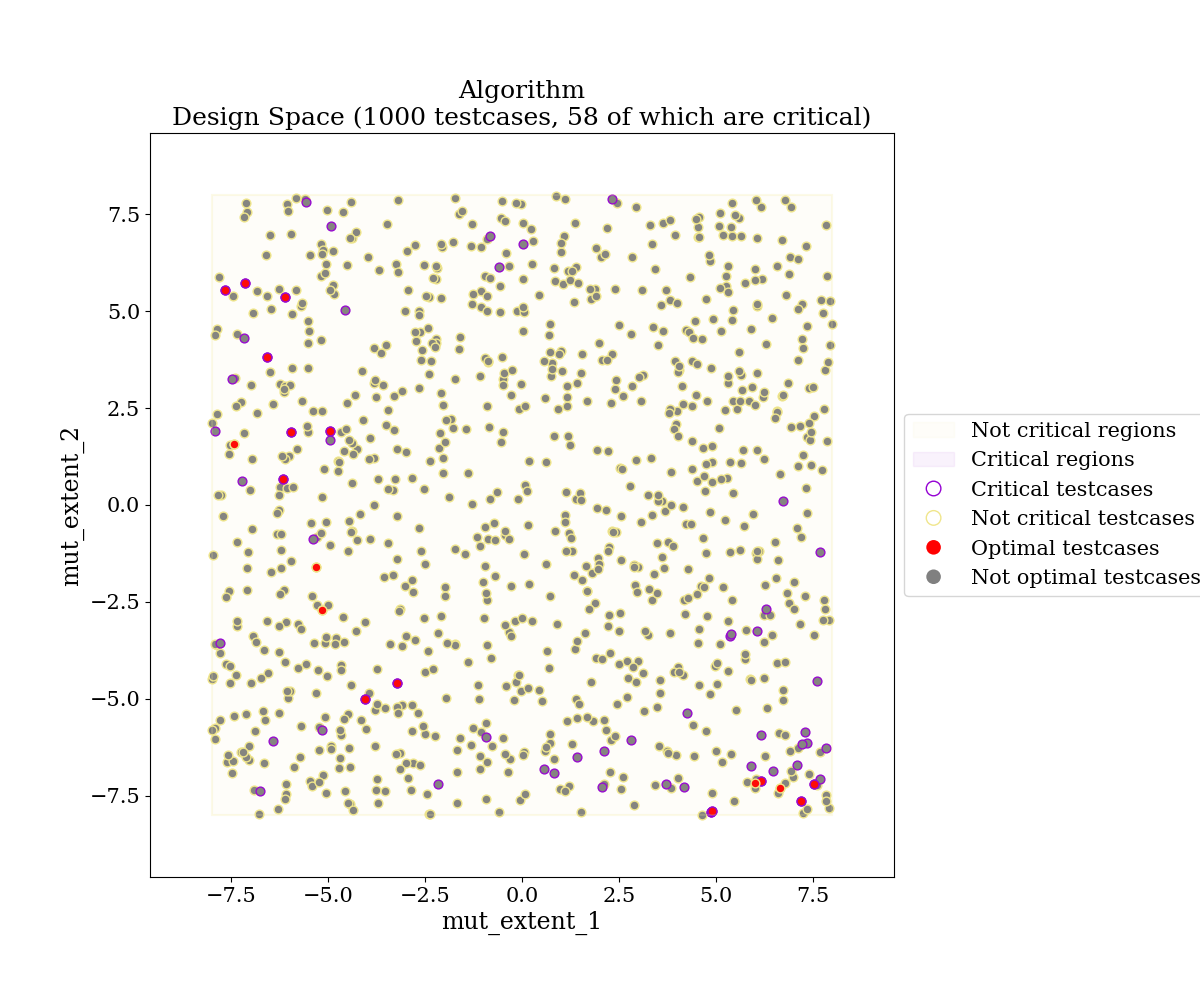 Algorithm
Design Space (1000 testcases, 58 of which are critical)
7.5
5.0
2.5
0.0
−2.5
−5.0
−7.5
mut_extent_2
−7.5
−5.0
−2.5
0.0
2.5
5.0
7.5
mut_extent_1
Not critical regions
Critical regions
Critical testcases
Not critical testcases
Optimal testcases
Not optimal testcases